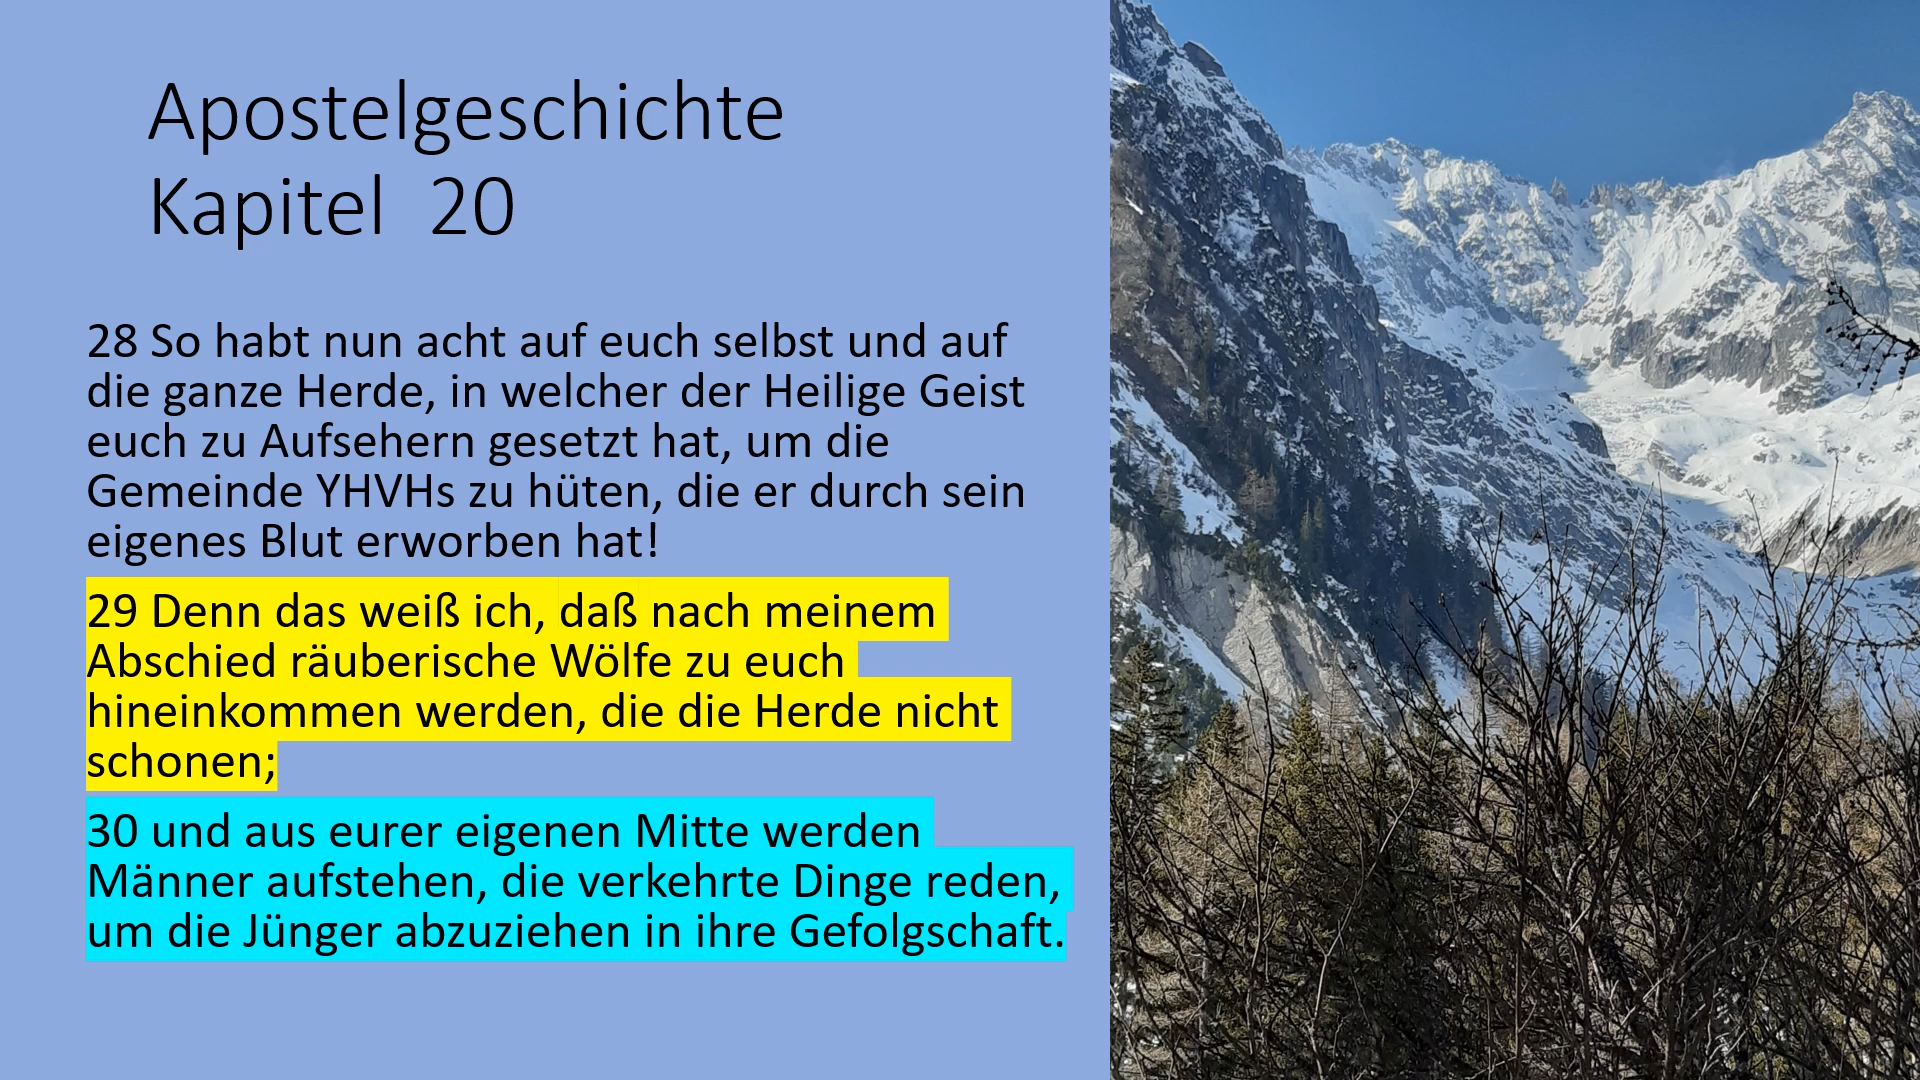 Apostelgeschichte
Kapitel 20
28 So habt nun acht auf euch selbst und auf
die ganze Herde, in welcher der Heilige Geist
euch zu Aufsehern gesetzt hat, um die
Gemeinde YHVHs zu hüten, die er durch sein
eigenes Blut erworben hat!
29 Denn das weiß ich, daß nach meinem
Abschied räuberische Wölfe zu euch
hineinkommen werden, die die Herde nicht
schonen;
30 und aus eurer eigenen Mitte werden
Männer aufstehen, die verkehrte Dinge reden,
um die Jünger abzuziehen in ihre Gefolgschaft.